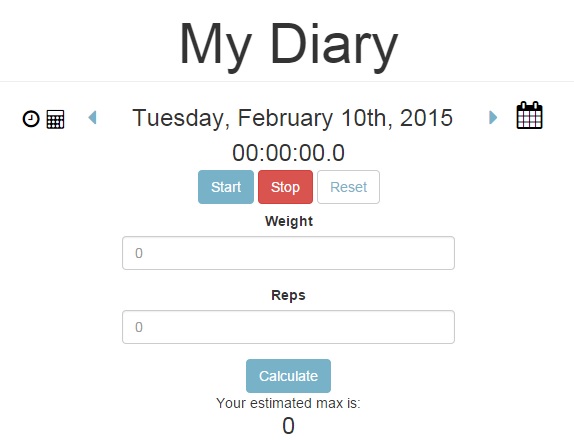 My Diary
Tuesday, February 10th, 2015
00:00:00.0
Start Stop Reset
Weight
0
Reps
0
Calculate
Your estimated max is:
0